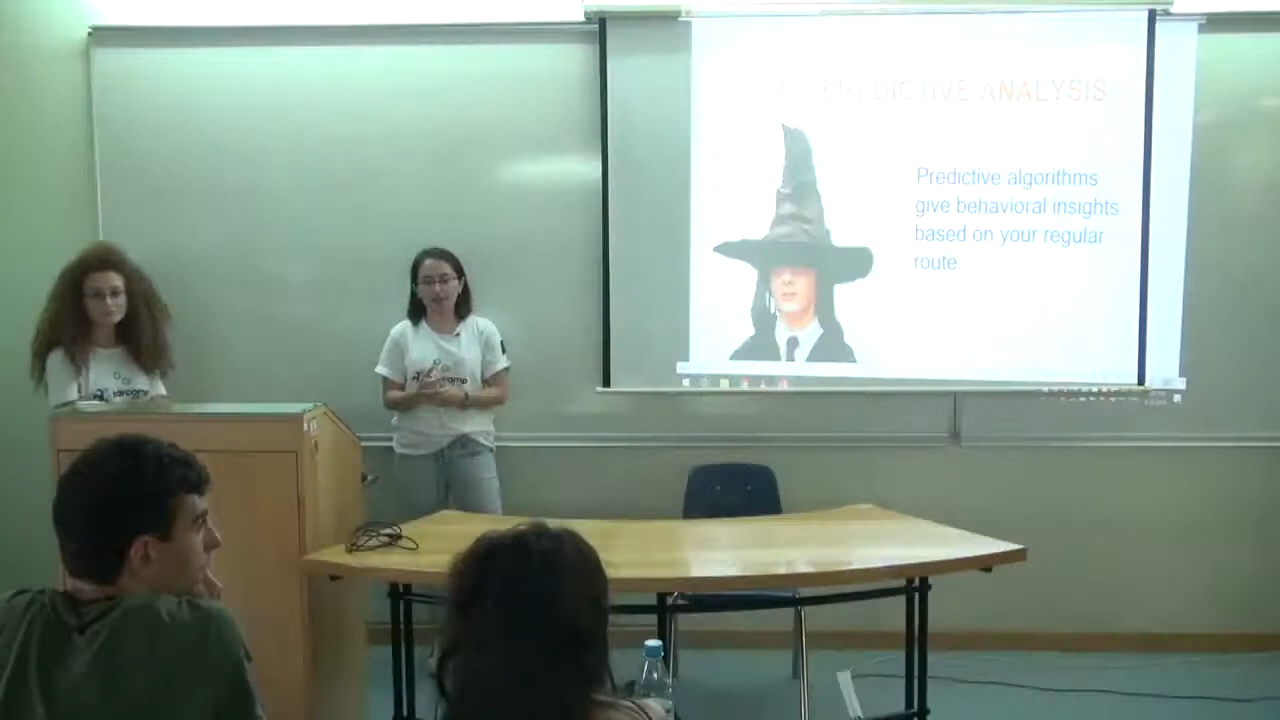 PREDICTIVE ANALYSIS
Predictive algorithms
give behavioral insights
based on your regular
route